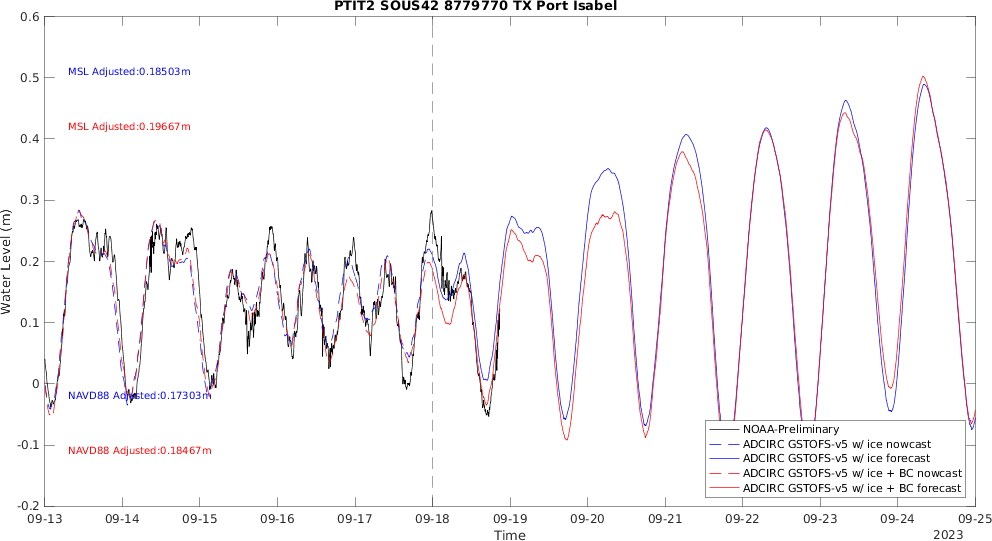 PTIT2 SOUS42 8779770 TX Port Isabel
0.6
0.5
0.4
0.3
0.2
0.1
0
-0.1
-0.2
Water Level (m)
MSL Adjusted:0.18503m
MSL Adjusted:0.19667m
NAVD88 Adjusted:0.17303m
NAVD88 Adjusted:0.18467m
NOAA-Preliminary
ADCIRC GSTOFS-v5 w/ ice nowcast
ADCIRC GSTOFS-v5 w/ ice forecast
ADCIRC GSTOFS-v5 w/ ice + BC nowcast
ADCIRC GSTOFS-v5 w/ ice + BC forecast
09-13 09-14 09-15 09-16 09-17 09-18 09-19 09-20 09-21 09-22 09-23 09-24 09-25
Time
2023